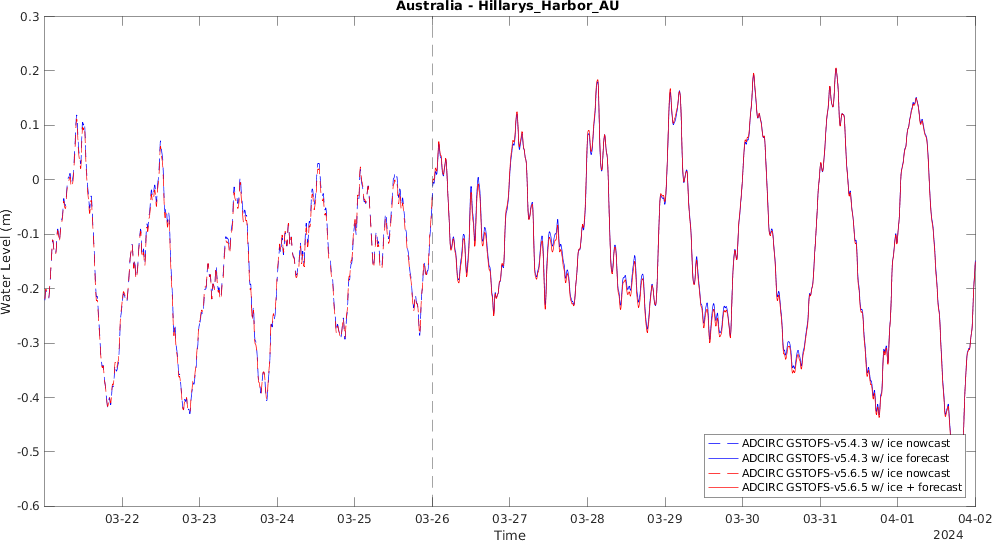 Australia - Hillarys_Harbor_AU
0.3
0.2
0.1
0
-0.1
-0.2
-0.3
-0.4
-0.5
-0.6
Water Level (m)
ADCIRC GSTOFS-v5.4.3 w/ ice nowcast
ADCIRC GSTOFS-v5.4.3 w/ ice forecast
ADCIRC GSTOFS-v5.6.5 w/ ice nowcast
ADCIRC GSTOFS-v5.6.5 w/ ice + forecast
03-22 03-23 03-24 03-25 03-26 03-27 03-28 03-29 03-30 03-31 04-01 04-02
Time 2024